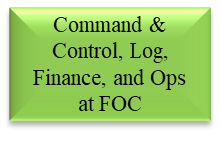 Command &
Control, Log,
Finance, and Ops
at FOC